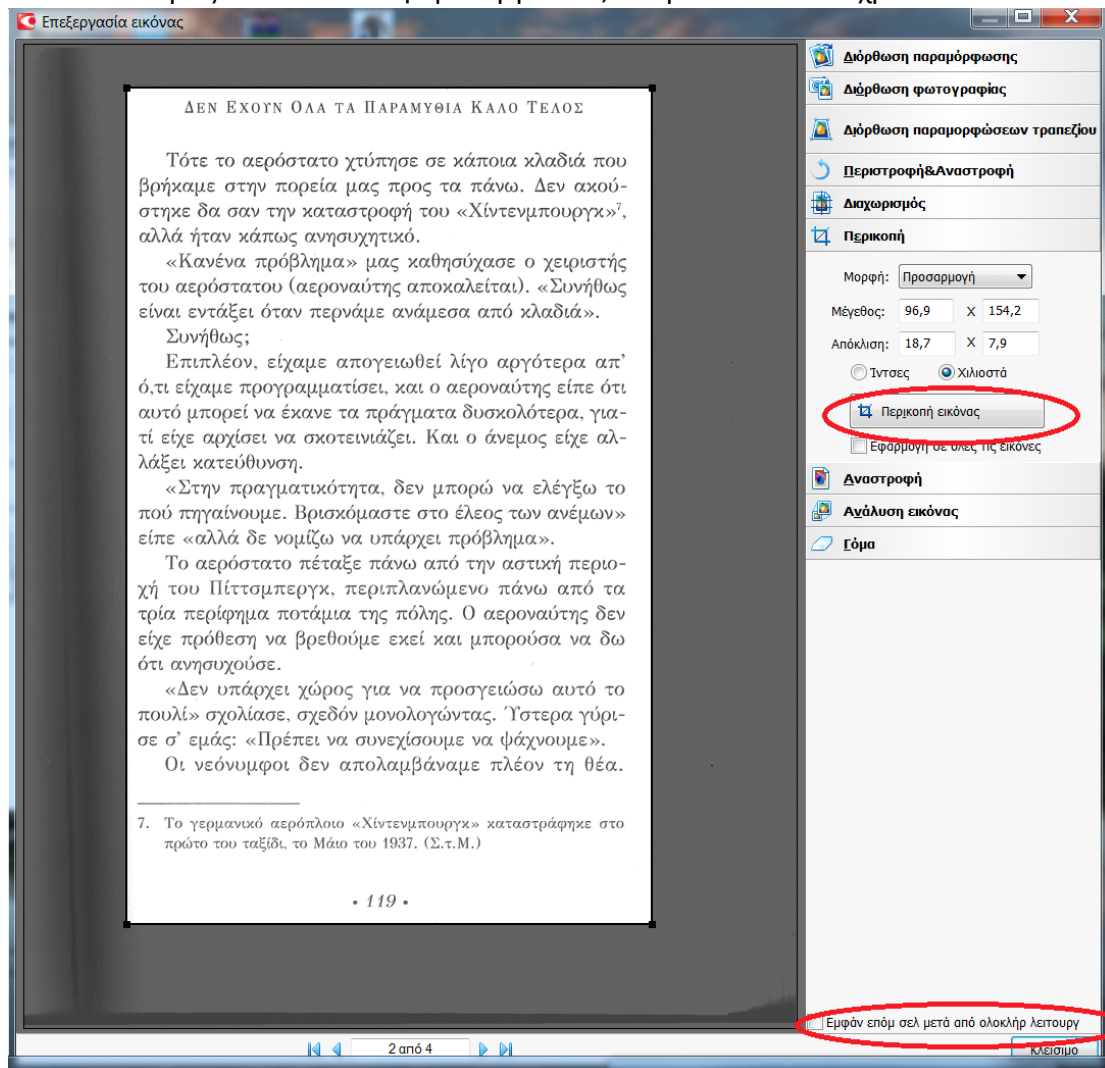 Επεξεργασία εικόνας
X
ΔΕΝ ΕΧΟΥΝ ΟΛΑ ΤΑ ΠΑΡΑΜΥΘΙΑ ΚΑΛΟ ΤΕΛΟΣ
Τότε το αερόστατο χτύπησε σε κάποια κλαδιά που
βρήκαμε στην πορεία μας προς τα πάνω. Δεν ακού-
στηκε δα σαν την καταστροφή του «Χίντενμπουργκ»⁷,
αλλά ήταν κάπως ανησυχητικό.
«Κανένα πρόβλημα» μας καθησύχασε ο χειριστής
του αερόστατου (αεροναύτης αποκαλείται). «Συνήθως
είναι εντάξει όταν περνάμε ανάμεσα από κλαδιά».
Συνήθως;
Επιπλέον, είχαμε απογειωθεί λίγο αργότερα απ’
ό,τι είχαμε προγραμματίσει, και ο αεροναύτης είπε ότι
αυτό μπορεί να έκανε τα πράγματα δυσκολότερα, για-
τί είχε αρχίσει να σκοτεινιάζει. Και ο άνεμος είχε αλ-
λάξει κατεύθυνση.
«Στην πραγματικότητα, δεν μπορώ να ελέγξω το
πού πηγαίνουμε. Βρισκόμαστε στο έλεος των ανέμων»
είπε «αλλά δε νομίζω να υπάρχει πρόβλημα».
Το αερόστατο πέταξε πάνω από την αστική περιο-
χή του Πίττσμπεργκ, περιπλανώμενο πάνω από τα
τρία περίφημα ποτάμια της πόλης. Ο αεροναύτης δεν
είχε πρόθεση να βρεθούμε εκεί και μπορούσα να δω
ότι ανησυχούσε.
«Δεν υπάρχει χώρος για να προσγειώσω αυτό το
πουλί» σχολίασε, σχεδόν μονολογώντας. Ύστερα γύρι-
σε σ’ εμάς: «Πρέπει να συνεχίσουμε να ψάχνουμε».
Οι νεόνυμφοι δεν απολαμβάναμε πλέον τη θέα.
7. Το γερμανικό αερόπλοιο «Χίντενμπουργκ» καταστράφηκε στο
πρώτο του ταξίδι, το Μάιο του 1937. (Σ.τ.Μ.)
• 119 •
2 από 4
Διόρθωση παραμόρφωσης
Διόρθωση φωτογραφίας
Διόρθωση παραμορφώσεων τραπεζίου
Περιστροφή&Αναστροφή
Διαχωρισμός
Περικοπή
Μορφή: Προσαρμογή
Μέγεθος: 96,9 X 154,2
Απόκλιση: 18,7 X 7,9
Ίντσες Χιλιοστά
Περικοπή εικόνας
Εφαρμογή σε όλες τις εικόνες
Αναστροφή
Ανάλυση εικόνας
Γόμα
Εμφάν επόμ σελ μετά από ολοκλήρ λειτουργ
Κλείσιμο